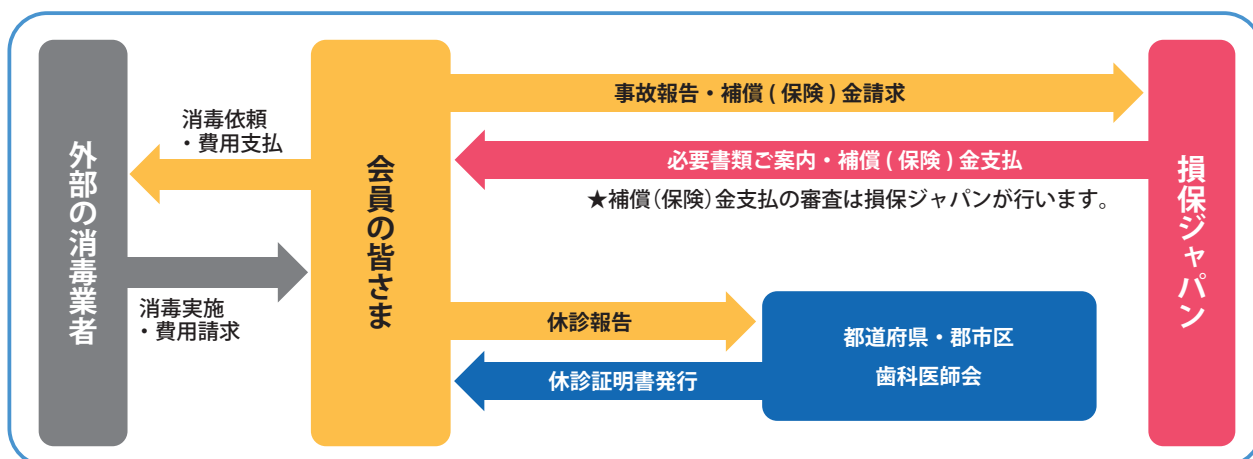 外部の消毒業者
消毒依頼
・費用支払
消毒実施
・費用請求
会員の皆さま
事故報告・補償(保険)金請求
必要書類ご案内・補償(保険)金支払
★補償(保険)金支払の審査は損保ジャパンが行います。
休診報告
休診証明書発行
都道府県・郡市区
歯科医師会
損保ジャパン